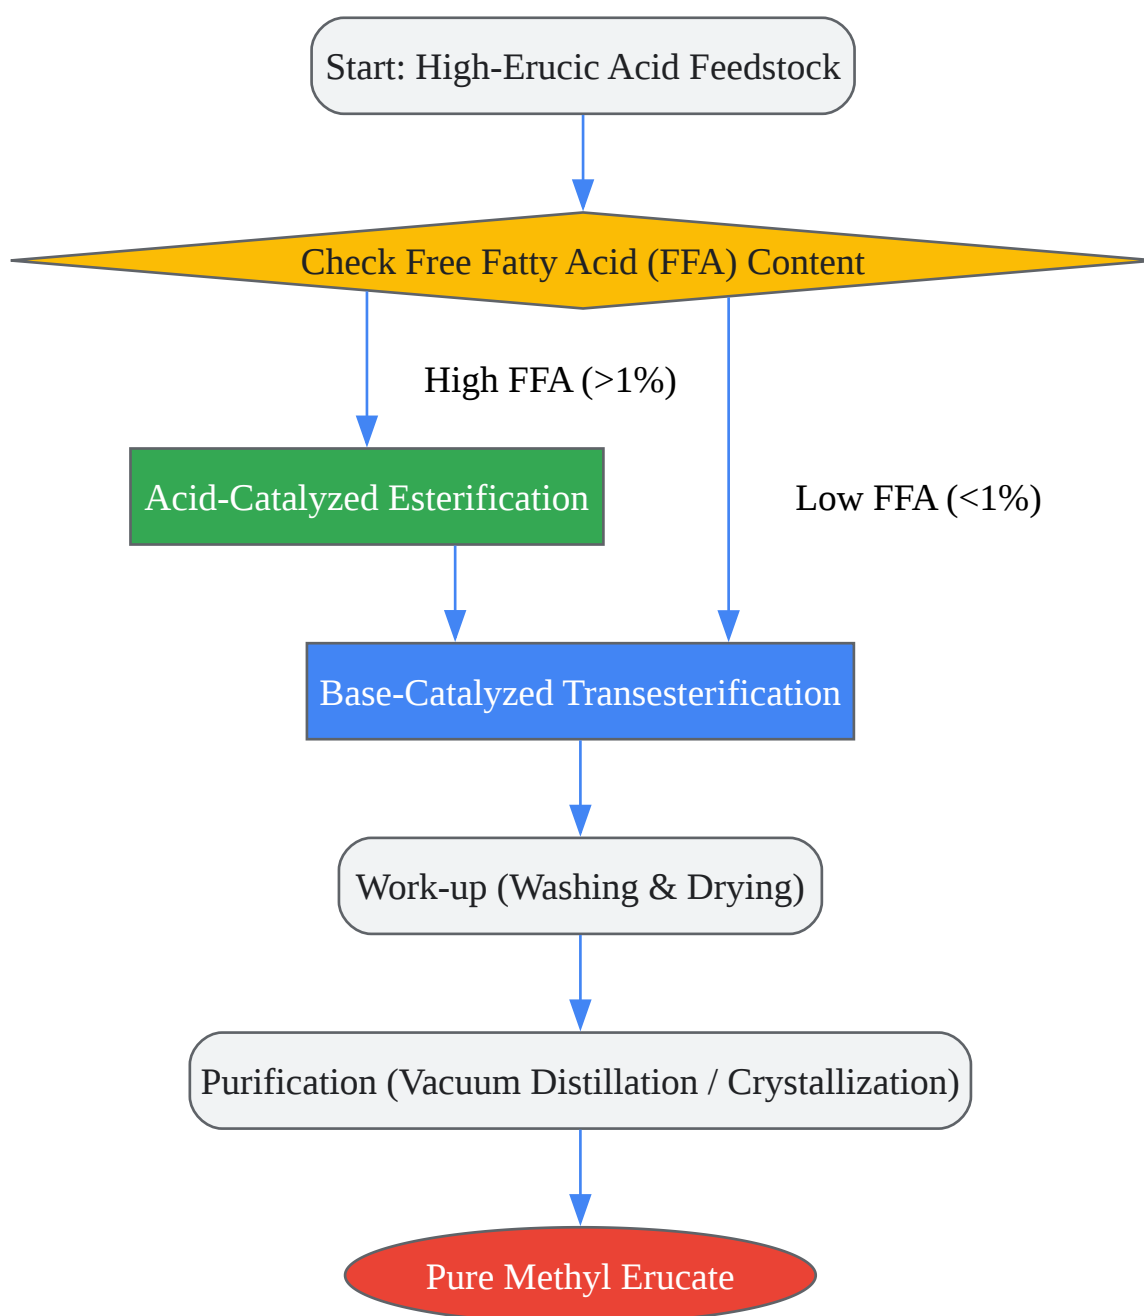 Start: High-Erucic Acid Feedstock
Check Free Fatty Acid (FFA) Content
High FFA (>1%)
Acid-Catalyzed Esterification
Low FFA (<1%)
Base-Catalyzed Transesterification
Work-up (Washing & Drying)
Purification (Vacuum Distillation / Crystallization)
Pure Methyl Erucate